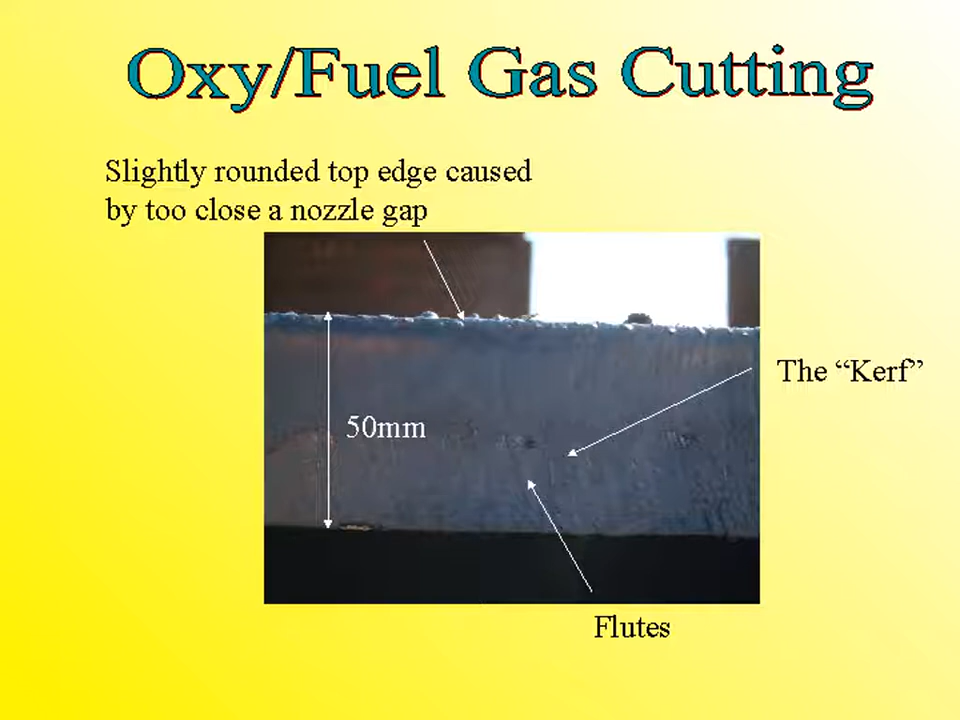 Oxy/Fuel Gas Cutting
Slightly rounded top edge caused
by too close a nozzle gap
The “Kerf”
50mm
Flutes